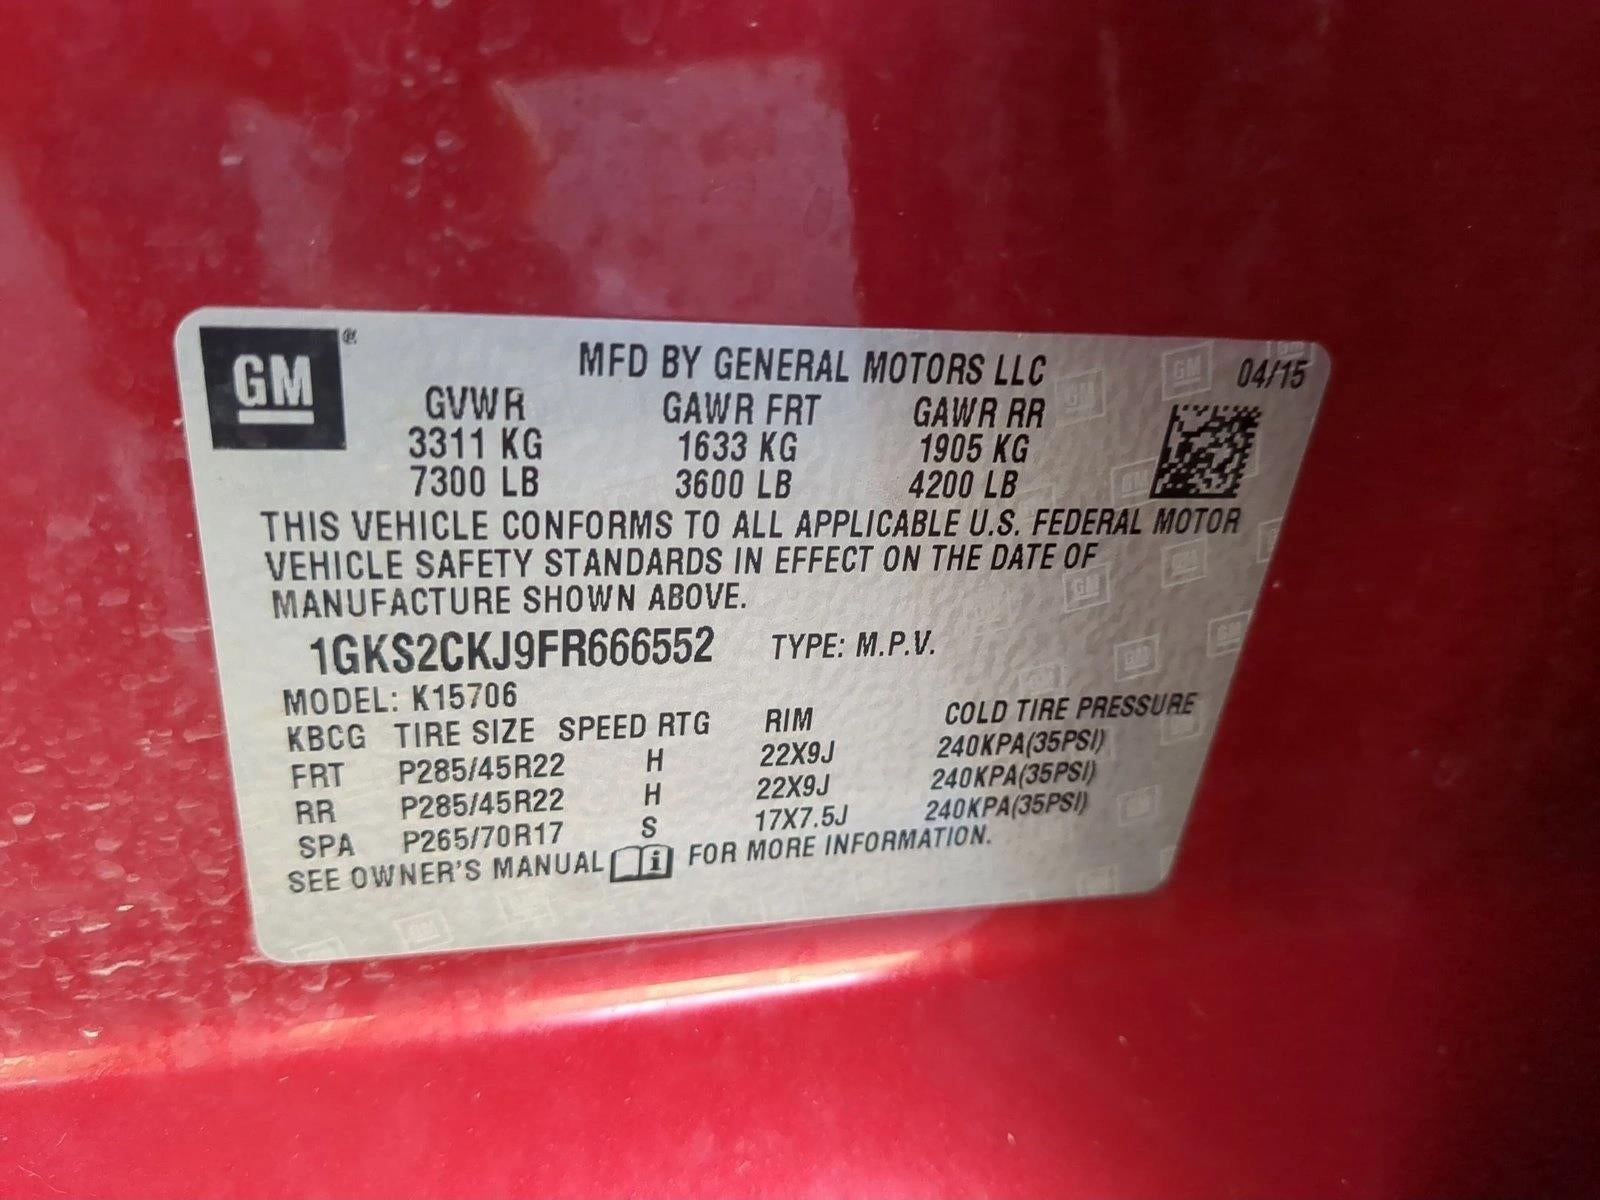 GM®
MFD BY GENERAL MOTORS LLC 04/15
GVWR GAWR FRT GAWR RR
3311 KG 1633 KG 1905 KG
7300 LB 3600 LB 4200 LB
THIS VEHICLE CONFORMS TO ALL APPLICABLE U.S. FEDERAL MOTOR
VEHICLE SAFETY STANDARDS IN EFFECT ON THE DATE OF
MANUFACTURE SHOWN ABOVE.
1GKS2CKJ9FR666552 TYPE: M.P.V.
MODEL: K15706
KBCG TIRE SIZE SPEED RTG RIM COLD TIRE PRESSURE
FRT P285/45R22 H 22X9J 240KPA(35PSI)
RR P285/45R22 H 22X9J 240KPA(35PSI)
SPA P265/70R17 S 17X7.5J 240KPA(35PSI)
SEE OWNER'S MANUAL i FOR MORE INFORMATION.